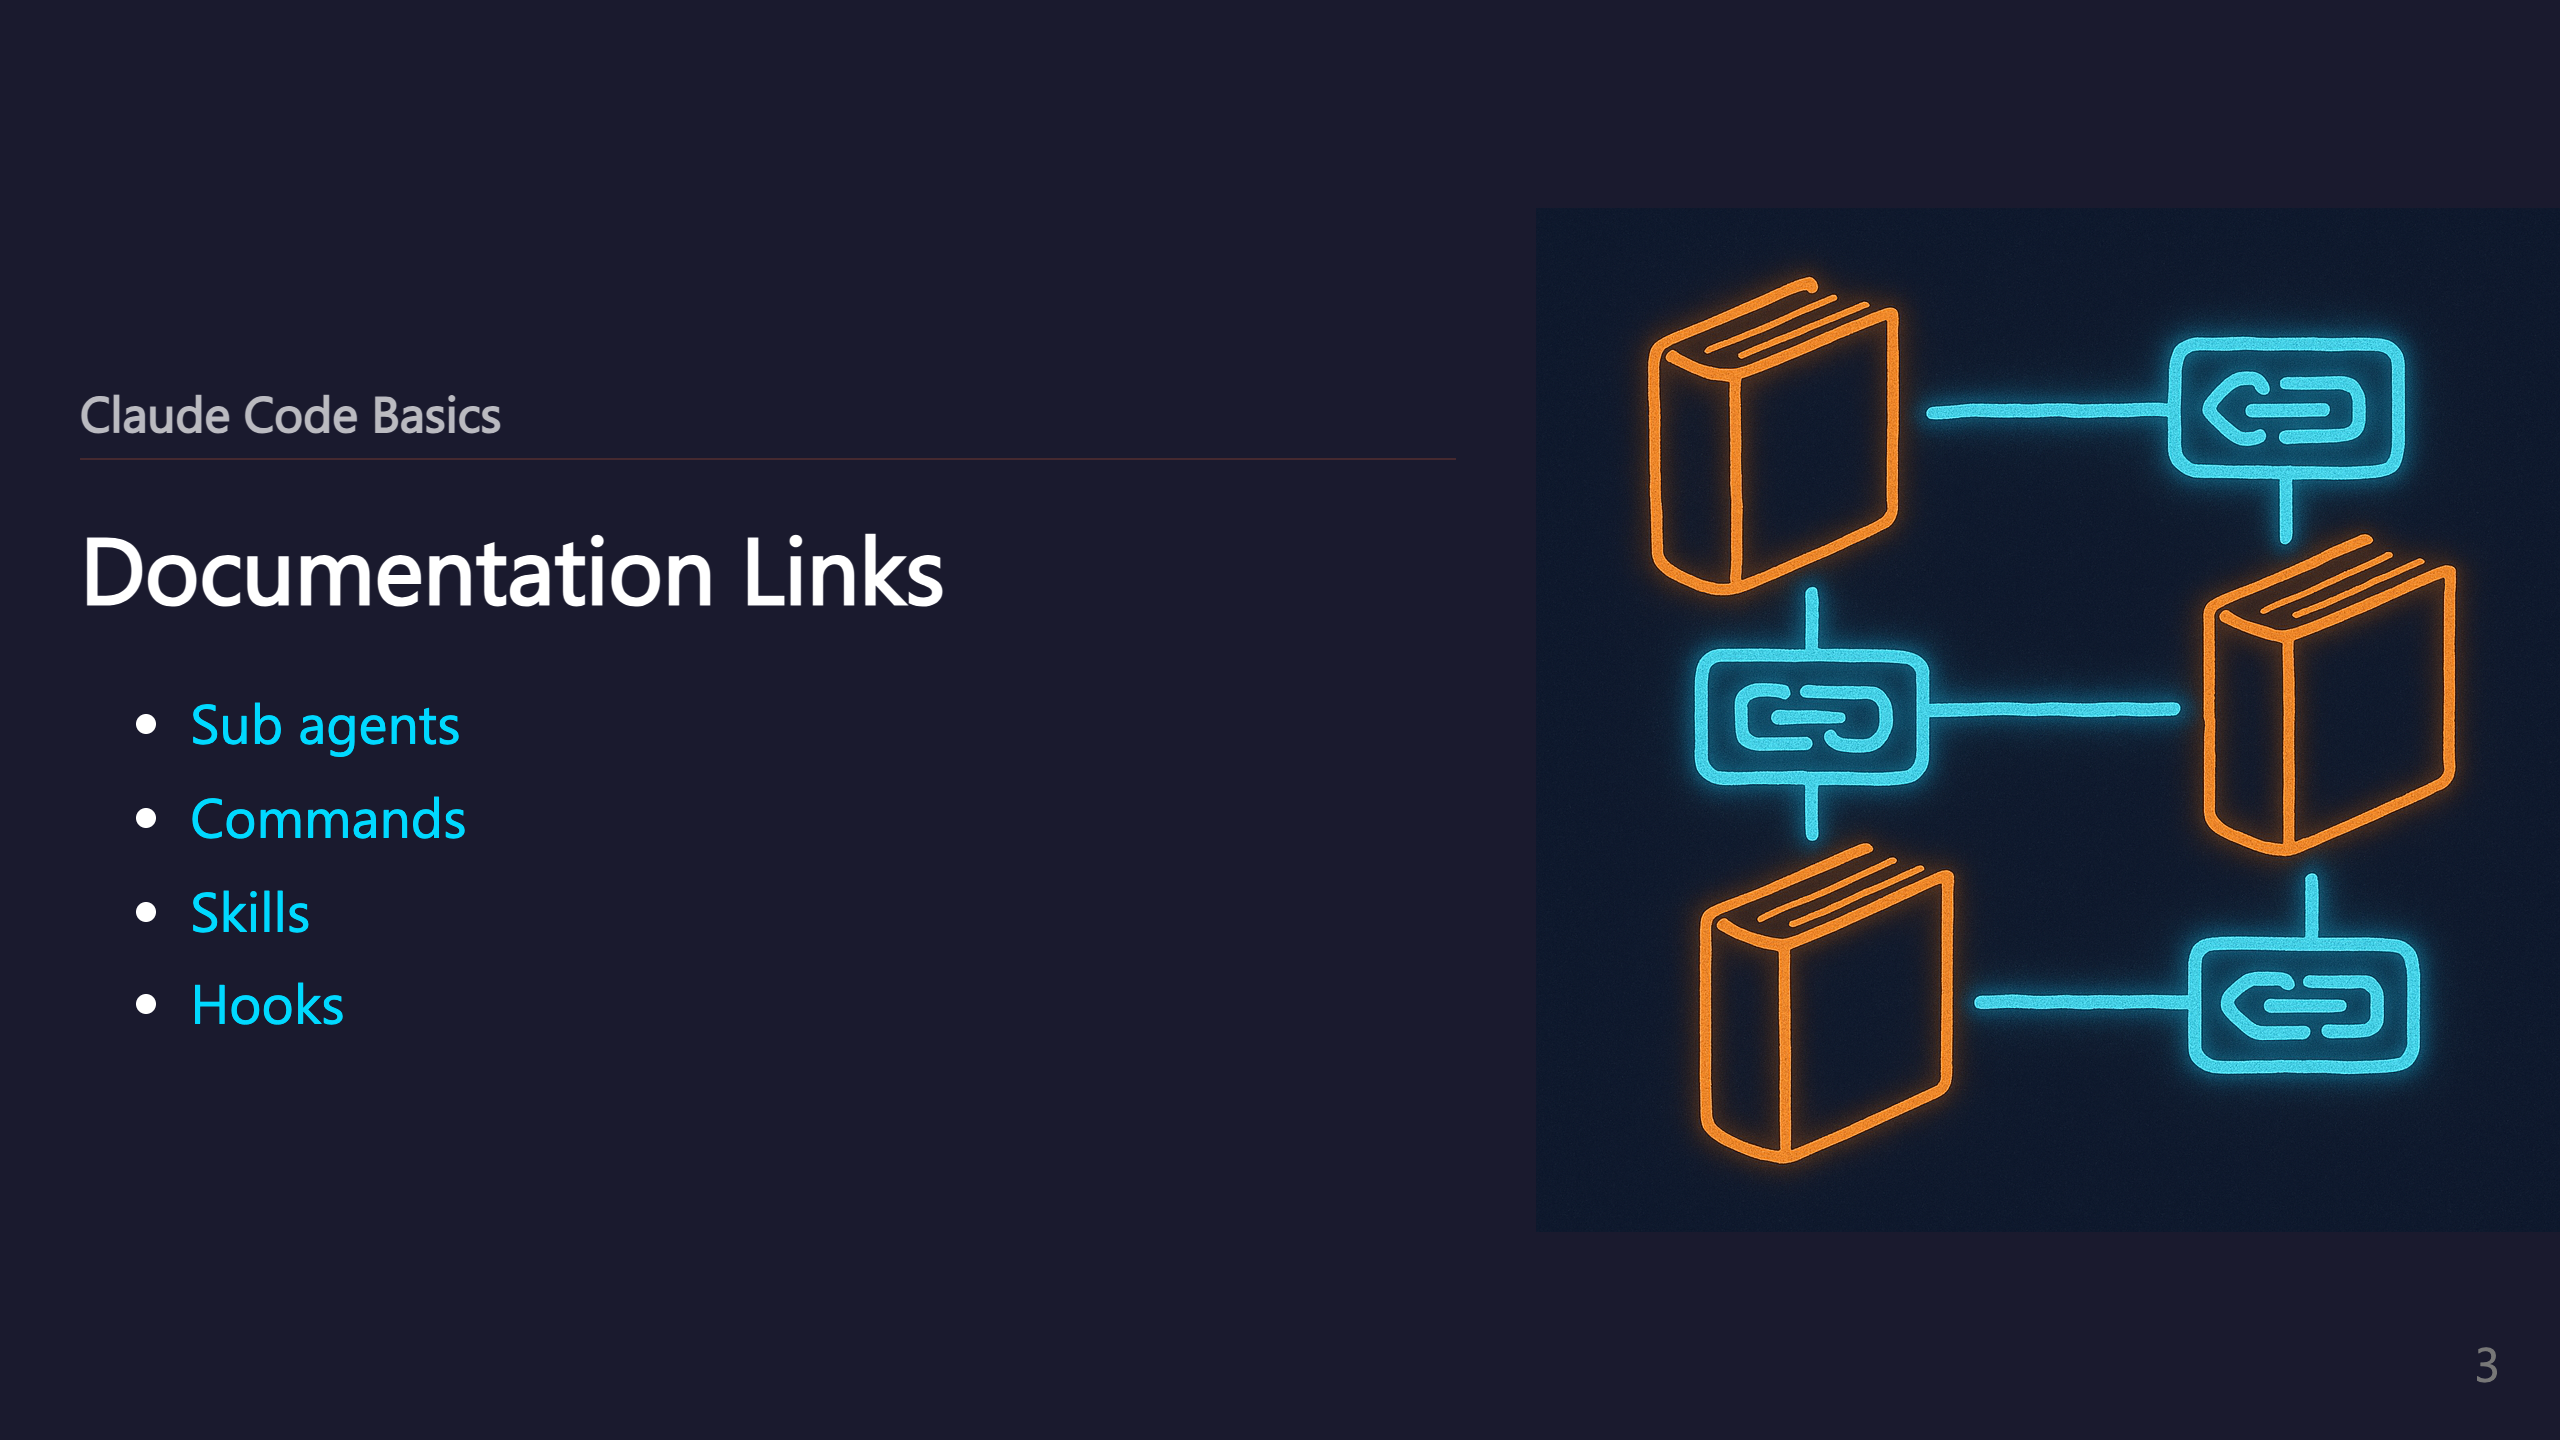 Claude Code Basics
Documentation Links
Sub agents
Commands
Skills
Hooks
3